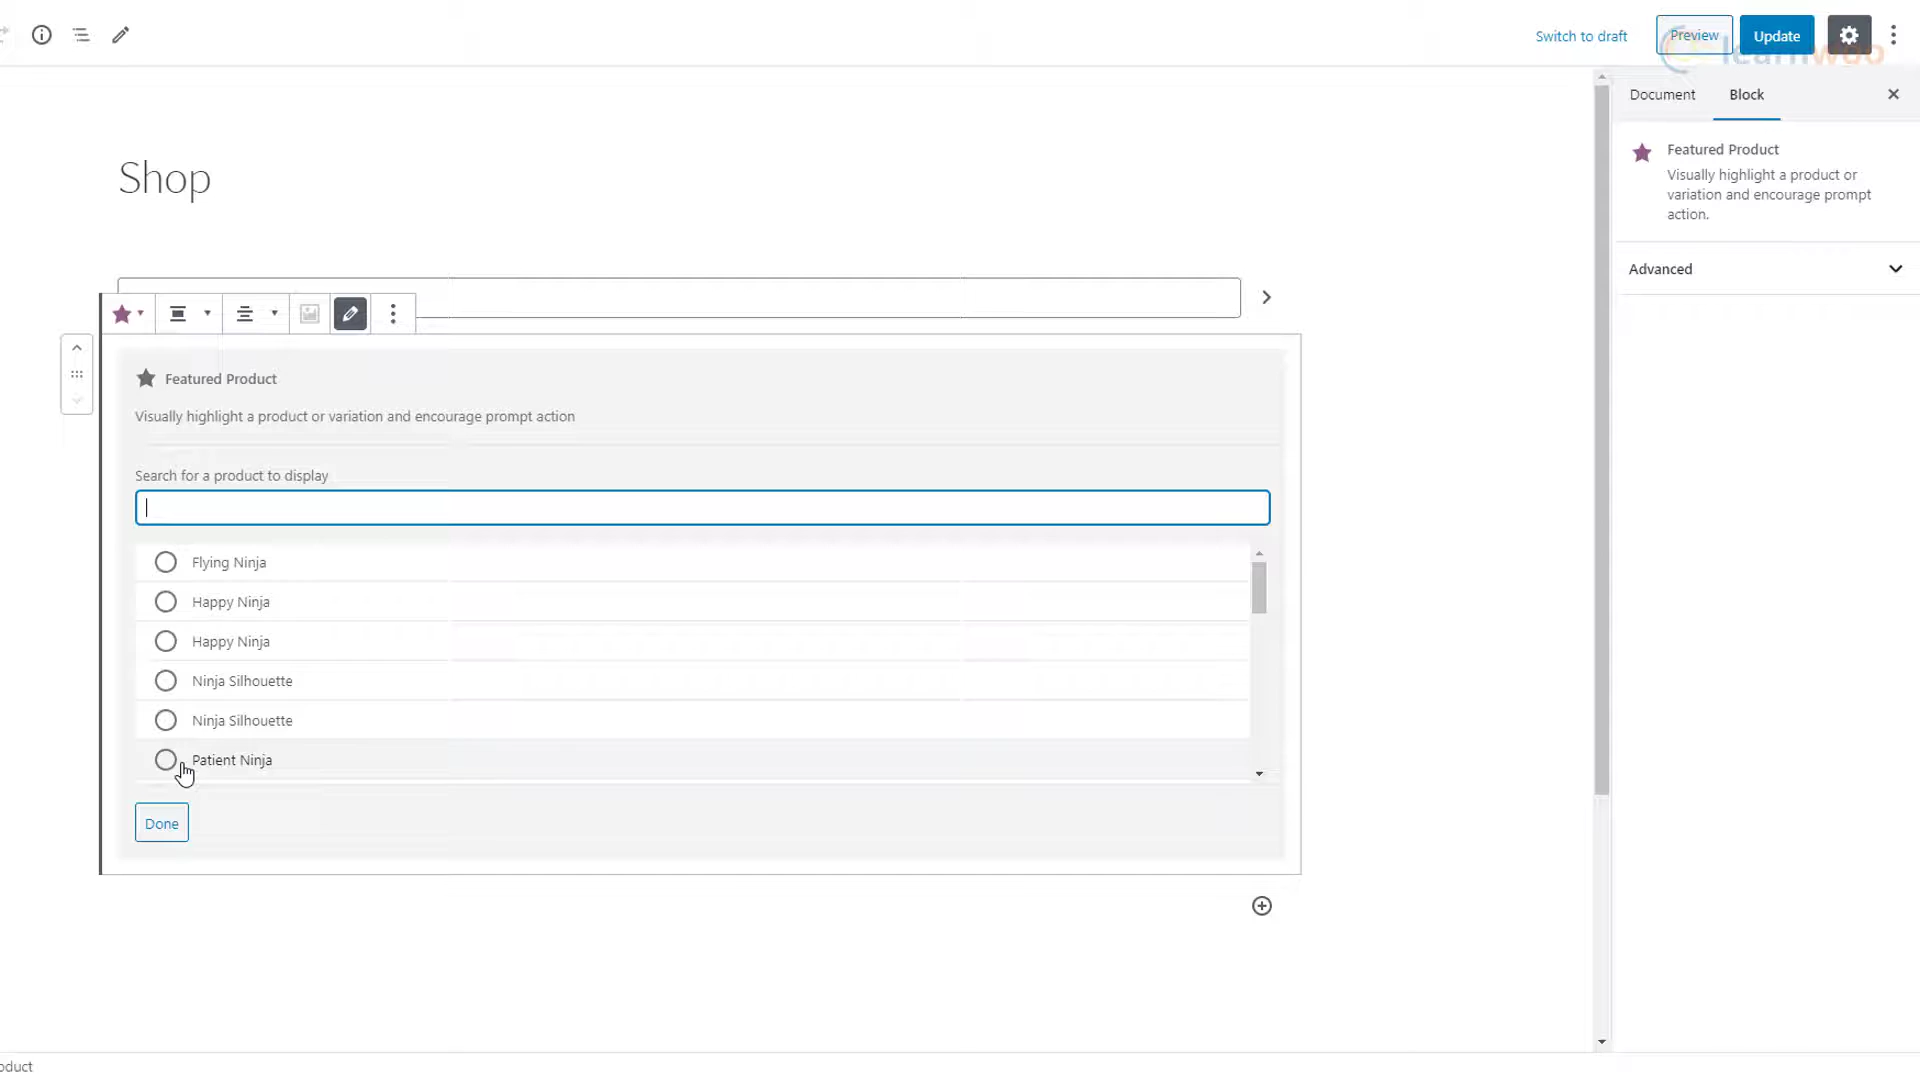 Switch to draft
Preview
Update
learnwoo
Document
Block
Featured Product
Visually highlight a product or
variation and encourage prompt
action.
Advanced
Shop
Featured Product
Visually highlight a product or variation and encourage prompt action
Search for a product to display
Flying Ninja
Happy Ninja
Happy Ninja
Ninja Silhouette
Ninja Silhouette
Patient Ninja
Done
oduct